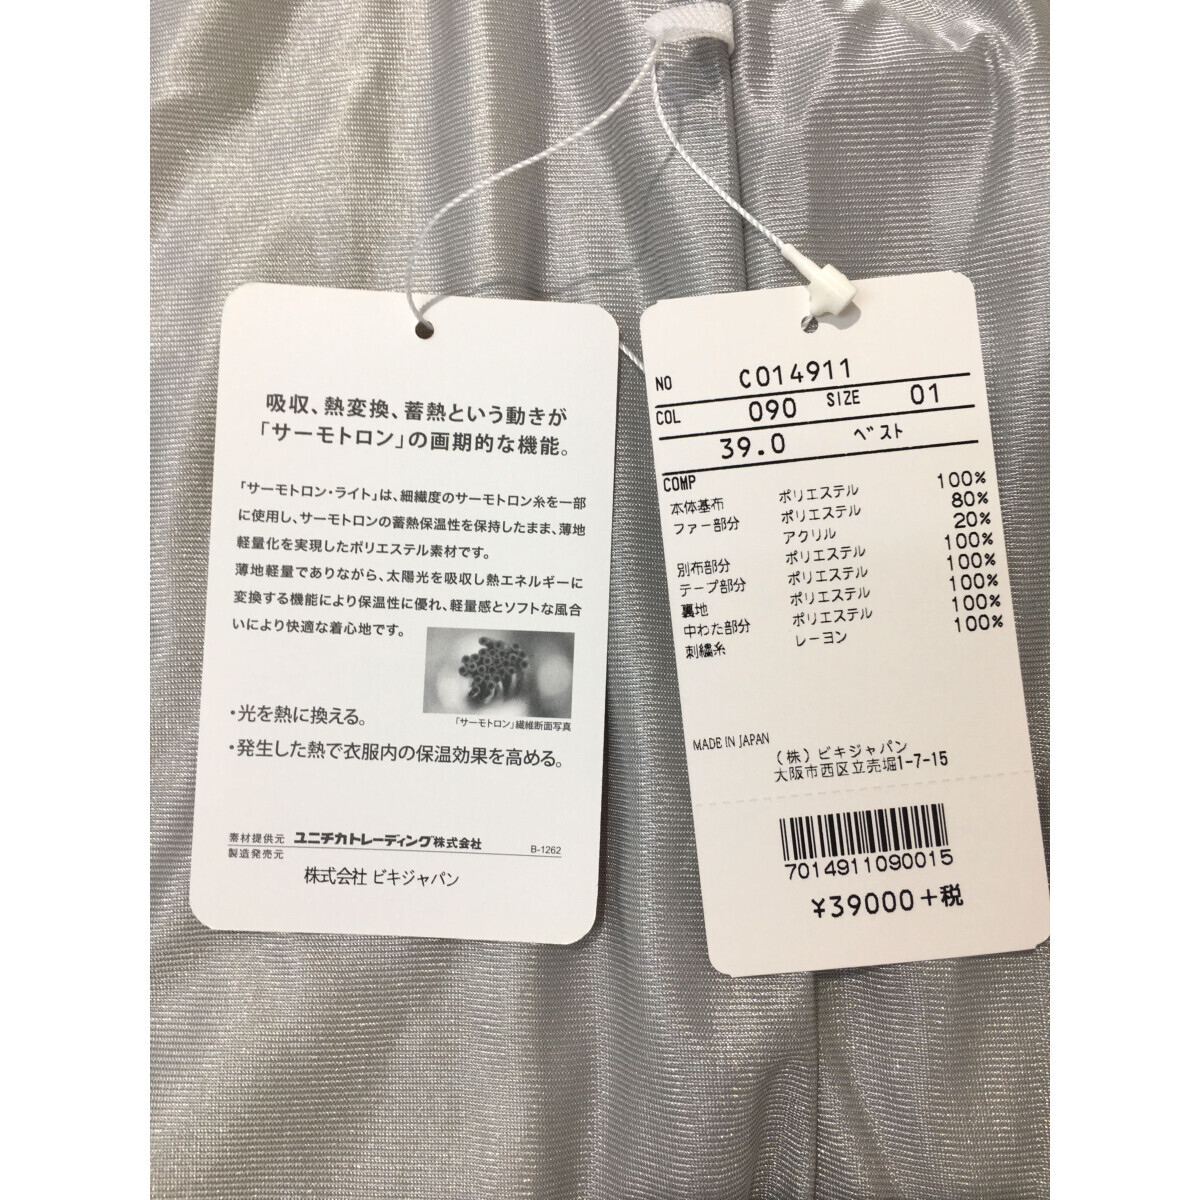 吸収、熱変換、蓄熱という動きが
「サーモトロン」の画期的な機能。
「サーモトロン・ライト」は、細繊度のサーモトロン糸を一部
に使用し、サーモトロンの蓄熱保温性を保持したまま、薄地
軽量化を実現したポリエステル素材です。
薄地軽量でありながら、太陽光を吸収し熱エネルギーに
変換する機能により保温性に優れ、軽量感とソフトな風合
いにより快適な着心地です。
「サーモトロン」繊維断面写真
・光を熱に換える。
・発生した熱で衣服内の保温効果を高める。
素材提供元 ユニチカトレーディング株式会社 B-1262
製造発売元
株式会社 ビキジャパン
NO C014911
COL 090 SIZE 01
39.0 ベスト
COMP
本体基布 ポリエステル 100%
ファー部分 ポリエステル 80%
アクリル 20%
別布部分 ポリエステル 100%
テープ部分 ポリエステル 100%
裏地 ポリエステル 100%
中わた部分 ポリエステル 100%
刺繍糸 レーヨン 100%
MADE IN JAPAN
(株)ビキジャパン
大阪市西区立売堀1-7-15
7014911090015
¥39000+税